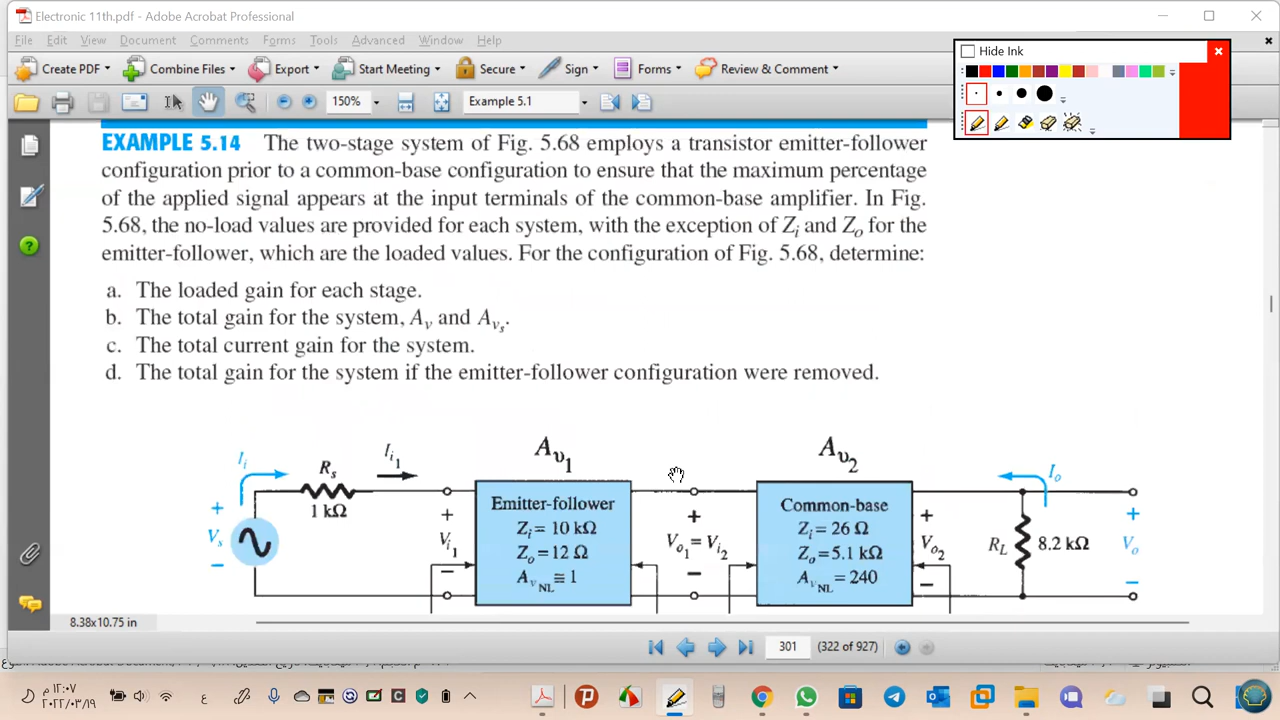 Electronic 11th.pdf - Adobe Acrobat Professional
File Edit View Document Comments Forms Tools Advanced Window Help
Hide Ink
Create PDF Combine Files Export Start Meeting Secure Sign Forms Review & Comment
150% Example 5.1
EXAMPLE 5.14 The two-stage system of Fig. 5.68 employs a transistor emitter-follower
configuration prior to a common-base configuration to ensure that the maximum percentage
of the applied signal appears at the input terminals of the common-base amplifier. In Fig.
5.68, the no-load values are provided for each system, with the exception of Zi and Zo for the
emitter-follower, which are the loaded values. For the configuration of Fig. 5.68, determine:
a. The loaded gain for each stage.
b. The total gain for the system, Av and Avs.
c. The total current gain for the system.
d. The total gain for the system if the emitter-follower configuration were removed.
Av1 Av2
Ii Rs Ii1 Io
1 kΩ
Emitter-follower
Zi = 10 kΩ
Zo = 12 Ω
AvNL ≅ 1
Common-base
Zi = 26 Ω
Zo = 5.1 kΩ
AvNL = 240
+ Vs −
+ Vi1 −
+ Vo1 = Vi2 −
+ Vo2 −
RL 8.2 kΩ
+ Vo −
8.38x10.75 in
301 (322 of 927)
١٢:٠٧ م
٢٠٢٢/٠٣/١٩
ع